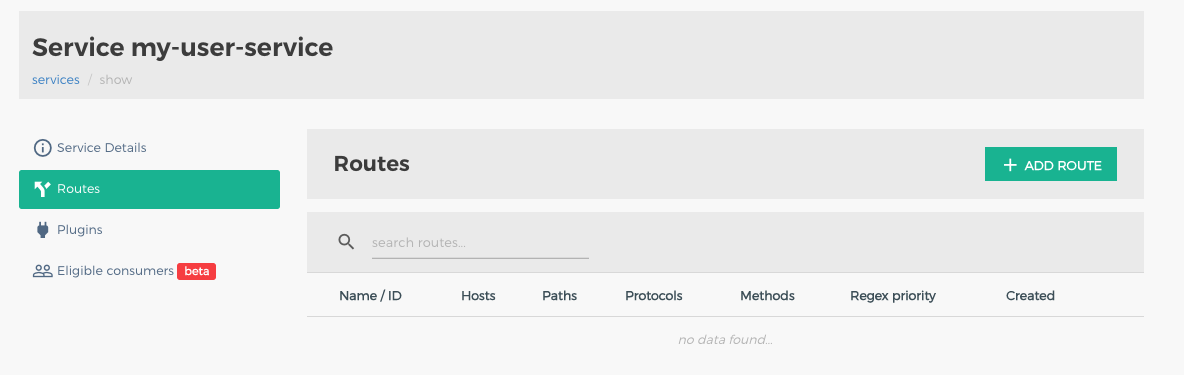 Service my-user-service
services / show
Service Details
Routes
Plugins
Eligible consumers beta
Routes
ADD ROUTE
search routes...
Name / ID Hosts Paths Protocols Methods Regex priority Created
no data found...